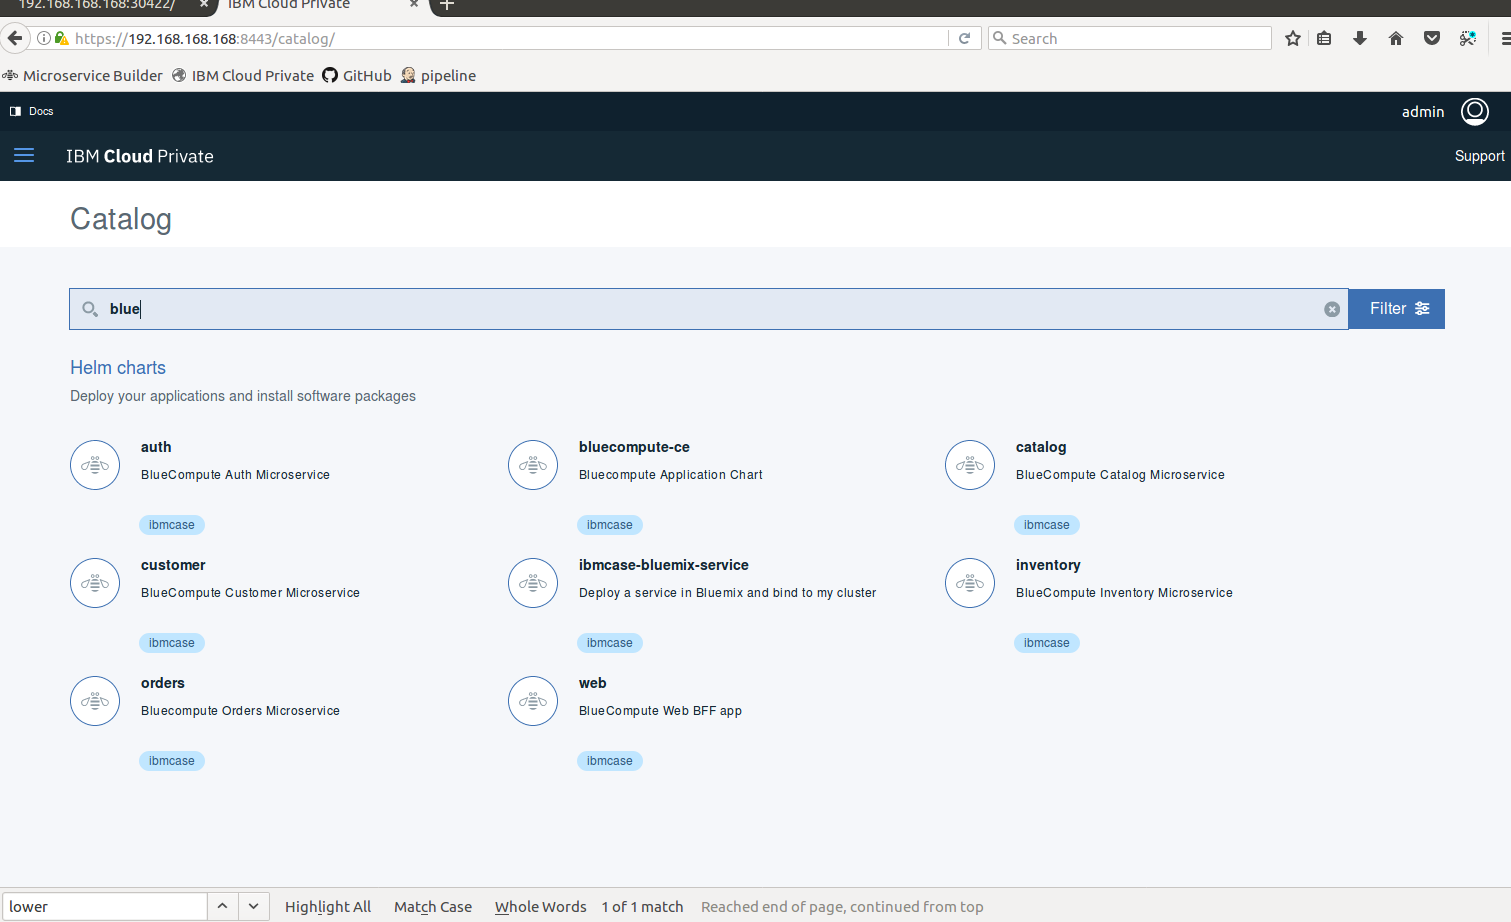 192.168.168.168:30422/ × IBM Cloud Private × +
https://192.168.168.168:8443/catalog/ Search
Microservice Builder IBM Cloud Private GitHub pipeline
Docs admin
IBM Cloud Private Support
Catalog
blue Filter
Helm charts
Deploy your applications and install software packages
auth bluecompute-ce catalog
BlueCompute Auth Microservice Bluecompute Application Chart BlueCompute Catalog Microservice
ibmcase ibmcase ibmcase
customer ibmcase-bluemix-service inventory
BlueCompute Customer Microservice Deploy a service in Bluemix and bind to my cluster BlueCompute Inventory Microservice
ibmcase ibmcase ibmcase
orders web
Bluecompute Orders Microservice BlueCompute Web BFF app
ibmcase ibmcase
lower Highlight All Match Case Whole Words 1 of 1 match Reached end of page, continued from top